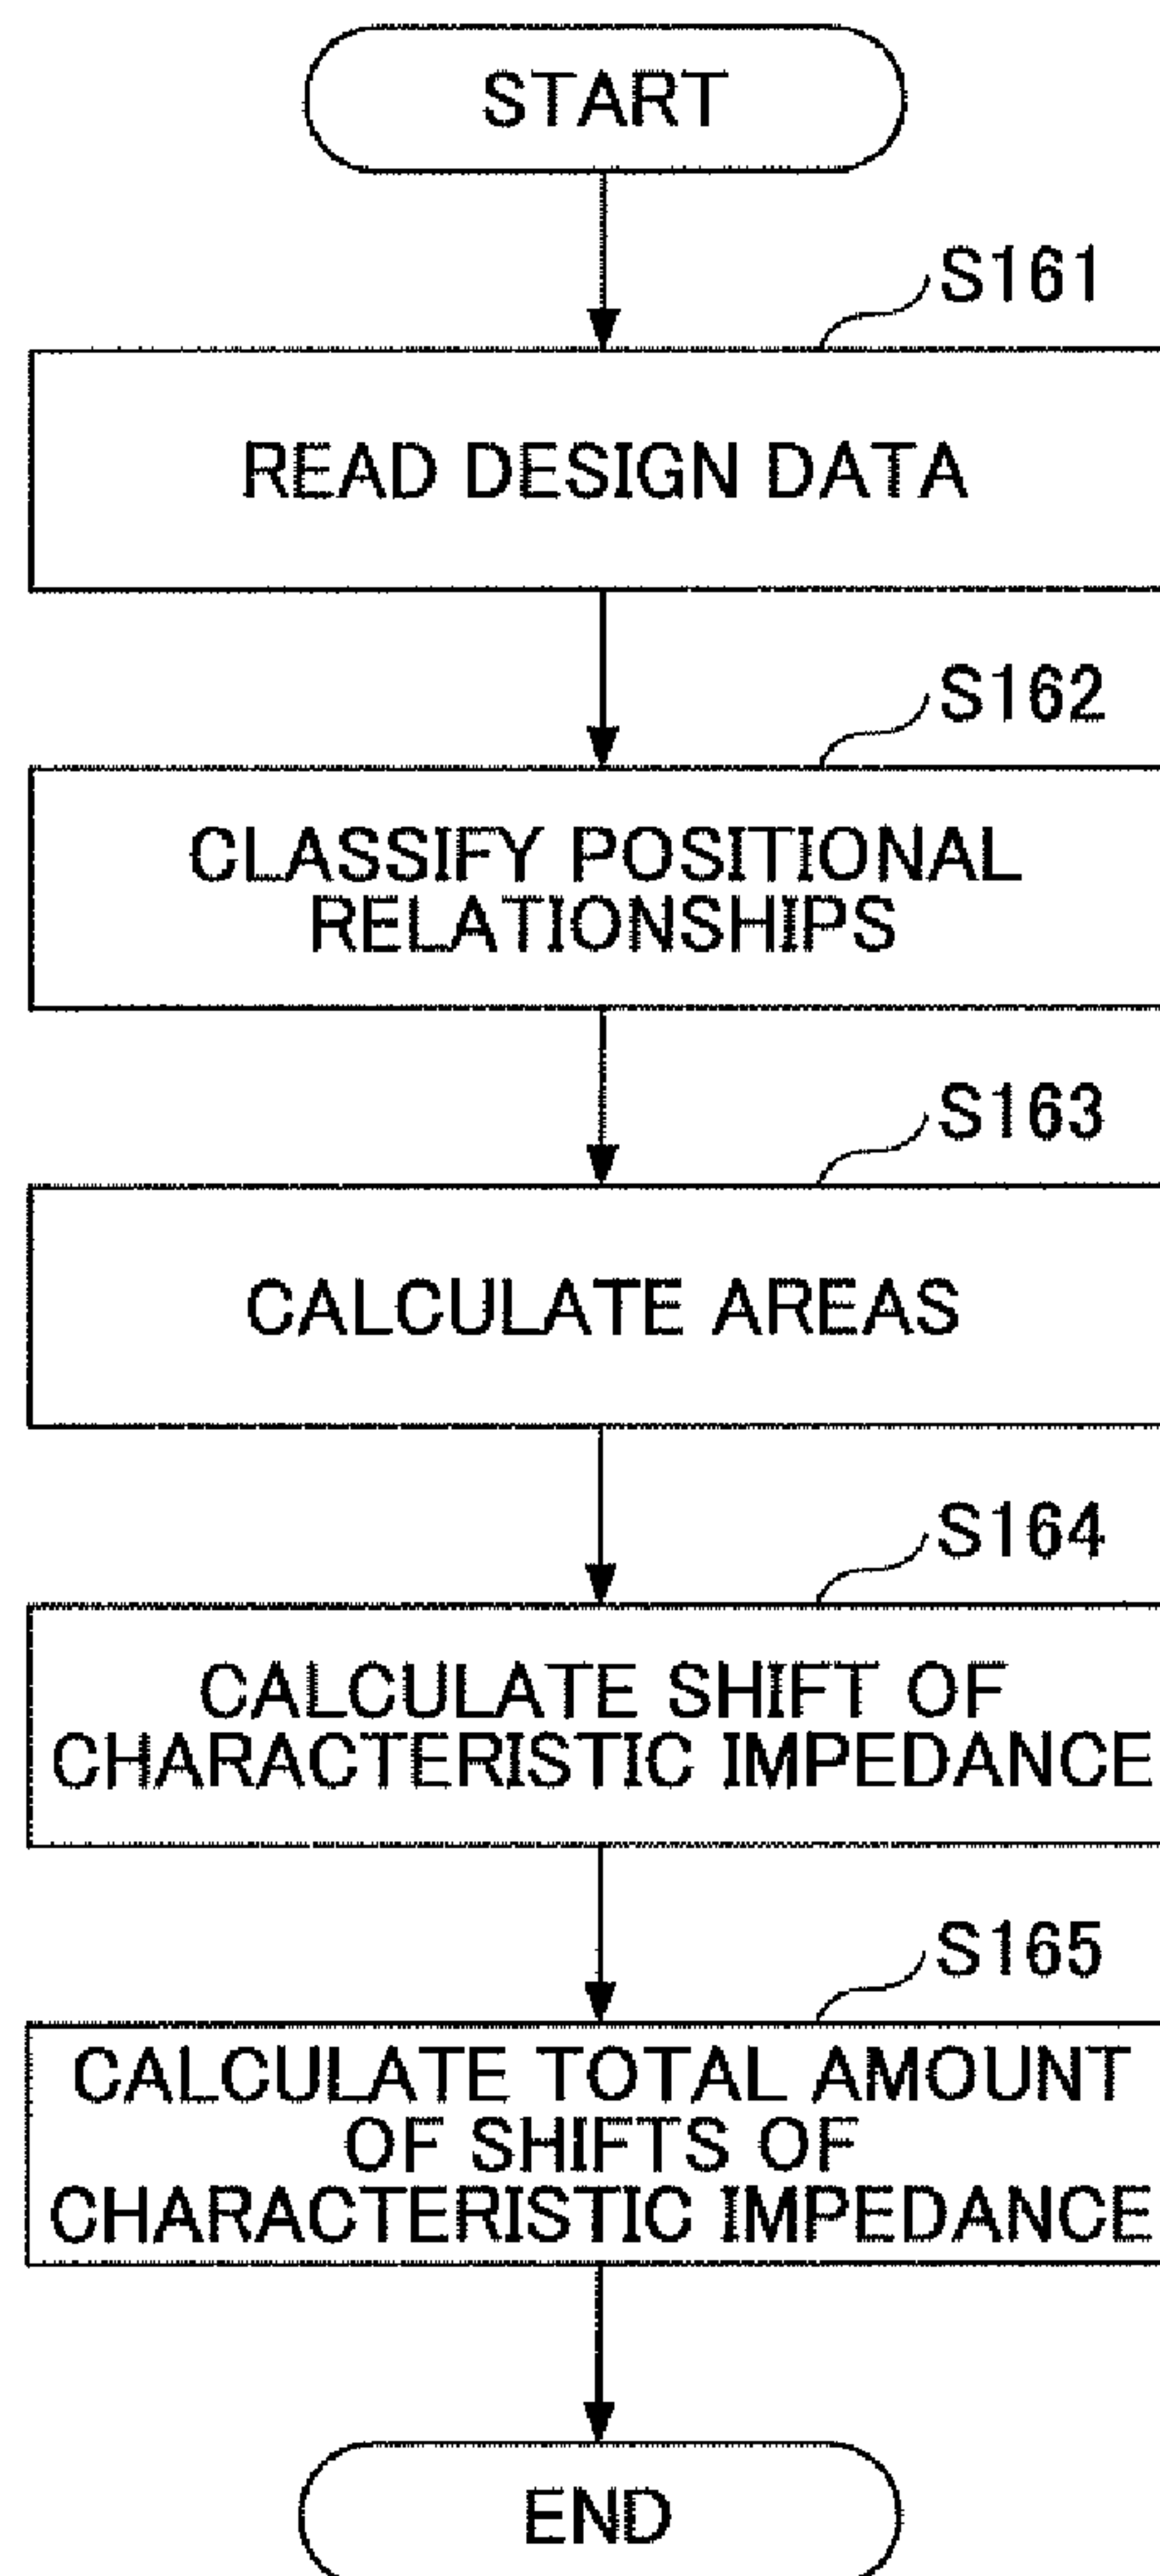 START
S161
READ DESIGN DATA
S162
CLASSIFY POSITIONAL
RELATIONSHIPS
S163
CALCULATE AREAS
S164
CALCULATE SHIFT OF
CHARACTERISTIC IMPEDANCE
S165
CALCULATE TOTAL AMOUNT
OF SHIFTS OF
CHARACTERISTIC IMPEDANCE
END